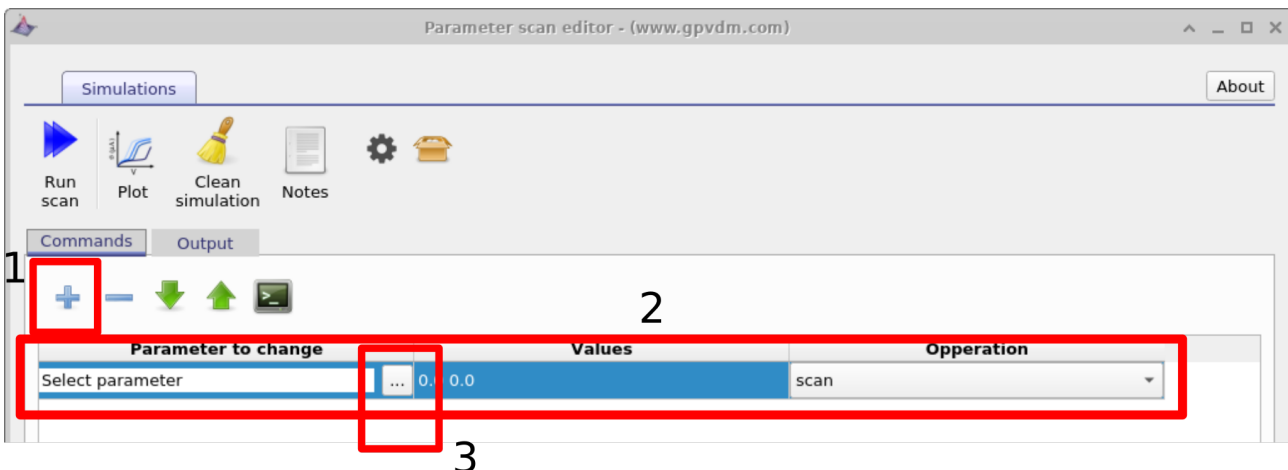 Parameter scan editor - (www.gpvdm.com)
Simulations
About
Run
scan
Plot
Clean
simulation
Notes
Commands
Output
1
2
Parameter to change
Values
Opperation
Select parameter
...
0.0 0.0
scan
3